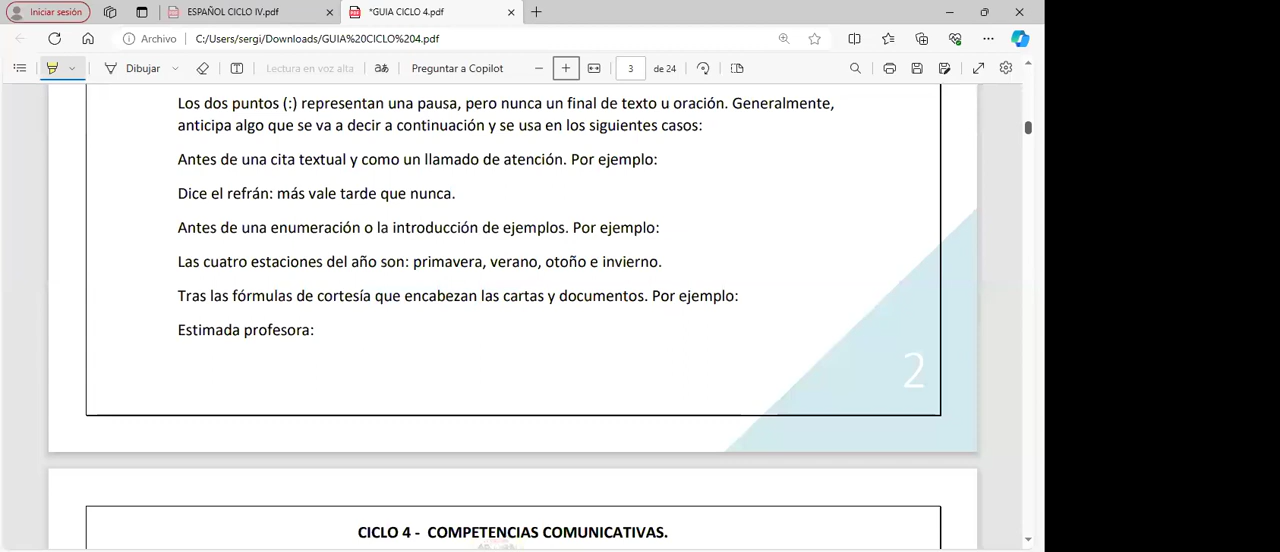 Iniciar sesión
ESPAÑOL CICLO IV.pdf
*GUIA CICLO 4.pdf
Archivo
C:/Users/sergi/Downloads/GUIA%20CICLO%204.pdf
Dibujar
Lectura en voz alta
aあ
Preguntar a Copilot
3
de 24
Los dos puntos (:) representan una pausa, pero nunca un final de texto u oración. Generalmente,
anticipa algo que se va a decir a continuación y se usa en los siguientes casos:
Antes de una cita textual y como un llamado de atención. Por ejemplo:
Dice el refrán: más vale tarde que nunca.
Antes de una enumeración o la introducción de ejemplos. Por ejemplo:
Las cuatro estaciones del año son: primavera, verano, otoño e invierno.
Tras las fórmulas de cortesía que encabezan las cartas y documentos. Por ejemplo:
Estimada profesora:
2
CICLO 4 - COMPETENCIAS COMUNICATIVAS.